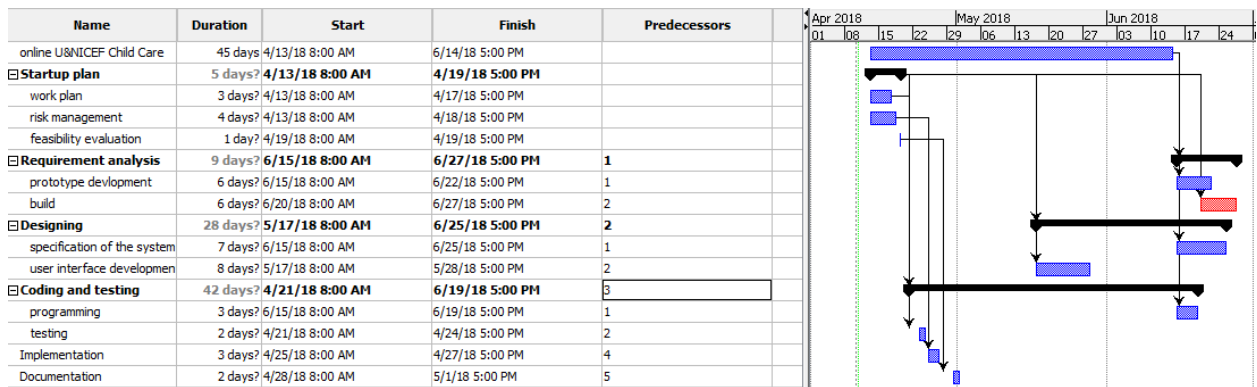 Name Duration Start Finish Predecessors
Apr 2018 May 2018 Jun 2018
01 08 15 22 29 06 13 20 27 03 10 17 24
online U&NICEF Child Care 45 days 4/13/18 8:00 AM 6/14/18 5:00 PM
Startup plan 5 days? 4/13/18 8:00 AM 4/19/18 5:00 PM
work plan 3 days? 4/13/18 8:00 AM 4/17/18 5:00 PM
risk management 4 days? 4/13/18 8:00 AM 4/18/18 5:00 PM
feasibility evaluation 1 day? 4/19/18 8:00 AM 4/19/18 5:00 PM
Requirement analysis 9 days? 6/15/18 8:00 AM 6/27/18 5:00 PM 1
prototype devlopment 6 days? 6/15/18 8:00 AM 6/22/18 5:00 PM 1
build 6 days? 6/20/18 8:00 AM 6/27/18 5:00 PM 2
Designing 28 days? 5/17/18 8:00 AM 6/25/18 5:00 PM 2
specification of the system 7 days? 6/15/18 8:00 AM 6/25/18 5:00 PM 1
user interface developmen 8 days? 5/17/18 8:00 AM 5/28/18 5:00 PM 2
Coding and testing 42 days? 4/21/18 8:00 AM 6/19/18 5:00 PM 3
programming 3 days? 6/15/18 8:00 AM 6/19/18 5:00 PM 1
testing 2 days? 4/21/18 8:00 AM 4/24/18 5:00 PM 2
Implementation 3 days? 4/25/18 8:00 AM 4/27/18 5:00 PM 4
Documentation 2 days? 4/28/18 8:00 AM 5/1/18 5:00 PM 5